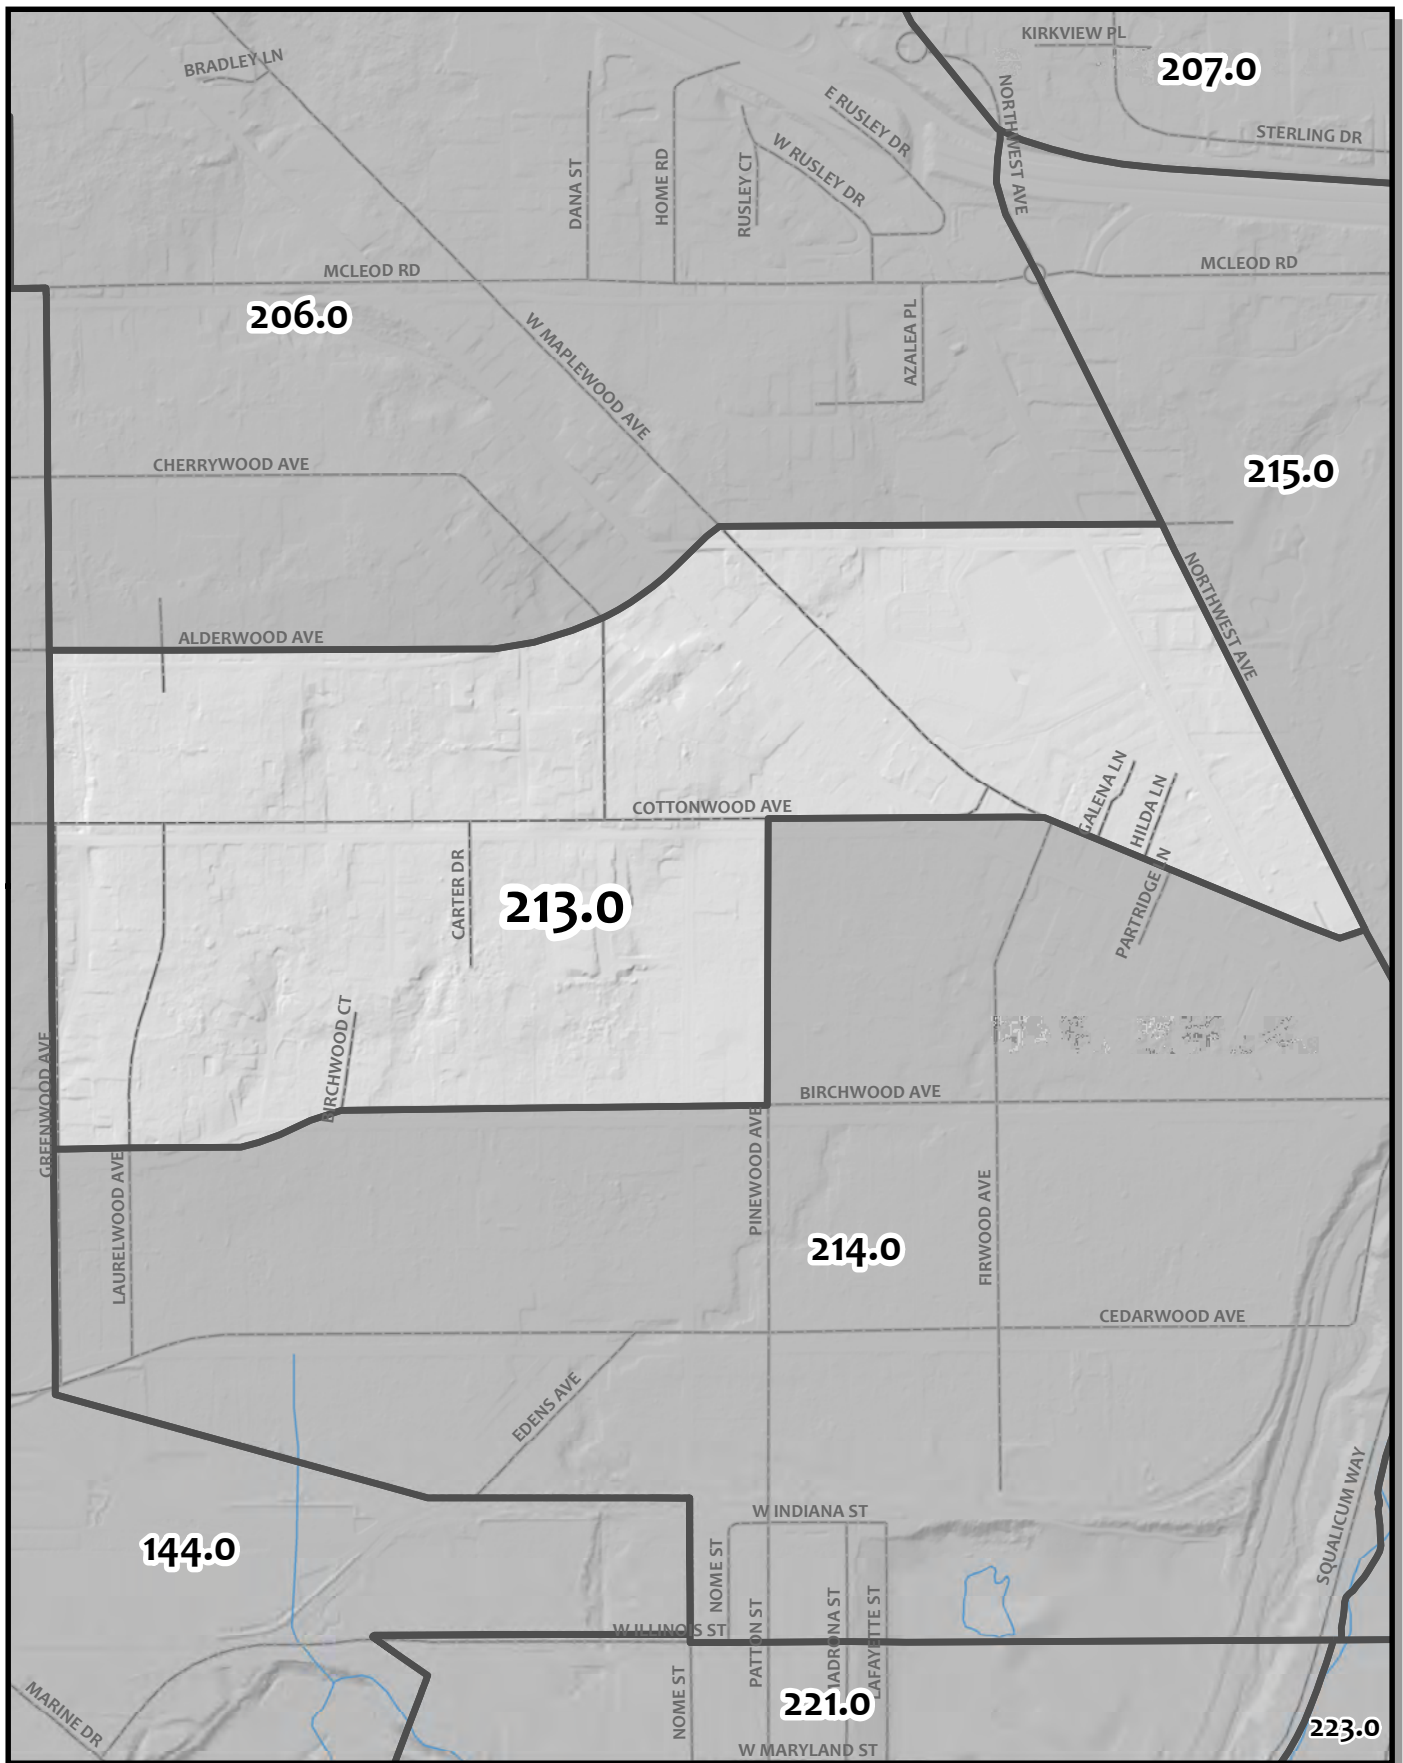 KIRKVIEW PL
BRADLEY LN
207.0
E RUSLEY DR
NORTHWEST AVE
STERLING DR
DANA ST
HOME RD
RUSLEY CT
W RUSLEY DR
MCLEOD RD
MCLEOD RD
206.0
W MAPLEWOOD AVE
AZALEA PL
CHERRYWOOD AVE
215.0
NORTHWEST AVE
ALDERWOOD AVE
COTTONWOOD AVE
GALENA LN
HILDA LN
CARTER DR
213.0
PARTRIDGE LN
BIRCHWOOD CT
GREENWOOD AVE
BIRCHWOOD AVE
LAURELWOOD AVE
PINEWOOD AVE
FIRWOOD AVE
214.0
CEDARWOOD AVE
EDENS AVE
SQUALICUM WAY
W INDIANA ST
144.0
NOME ST
PATTON ST
MADRONA ST
LAFAYETTE ST
W ILLINOIS ST
NOME ST
MARINE DR
221.0
223.0
W MARYLAND ST